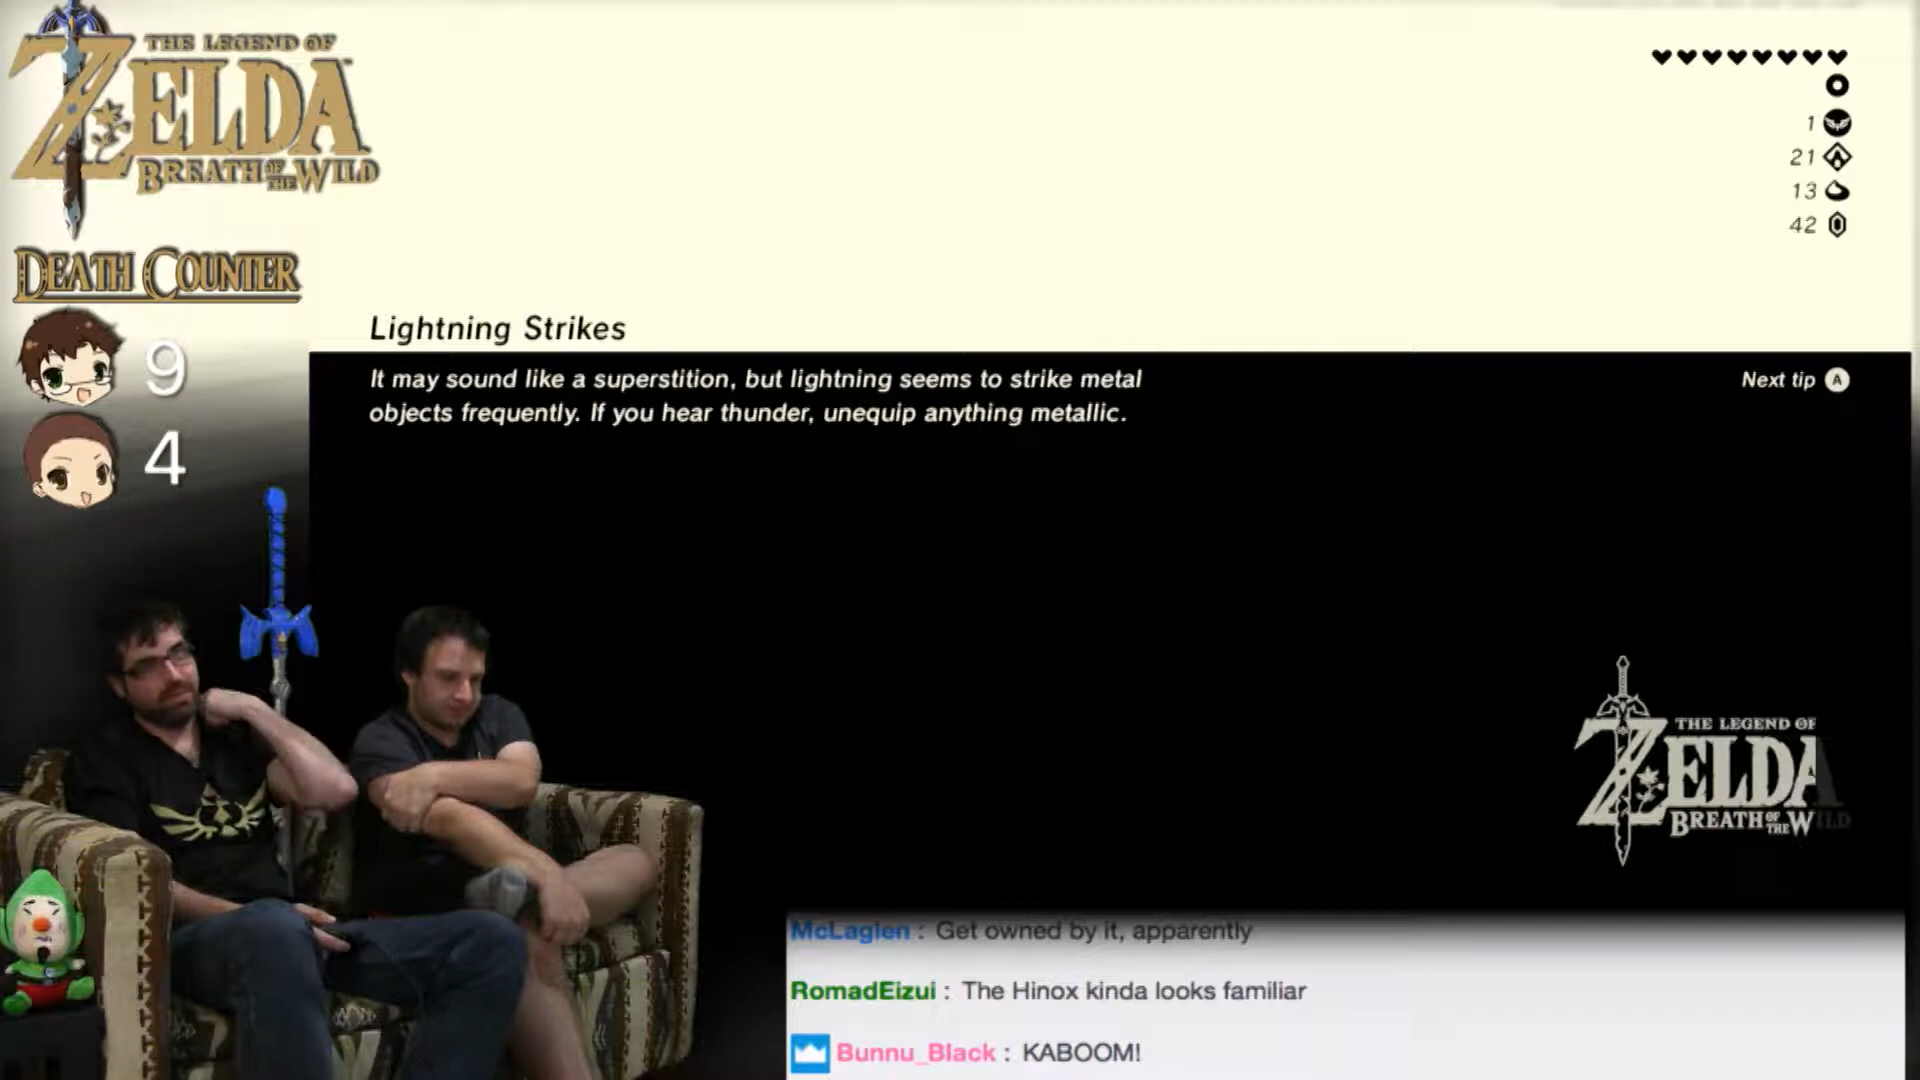 THE LEGEND OF
ZELDA
BREATH OF THE WILD
DEATH COUNTER
9
4
1
21
13
42
Lightning Strikes
It may sound like a superstition, but lightning seems to strike metal
objects frequently. If you hear thunder, unequip anything metallic.
Next tip A
THE LEGEND OF
ZELDA
BREATH OF THE WILD
McLaglen : Get owned by it, apparently
RomadEizui : The Hinox kinda looks familiar
Bunnu_Black : KABOOM!